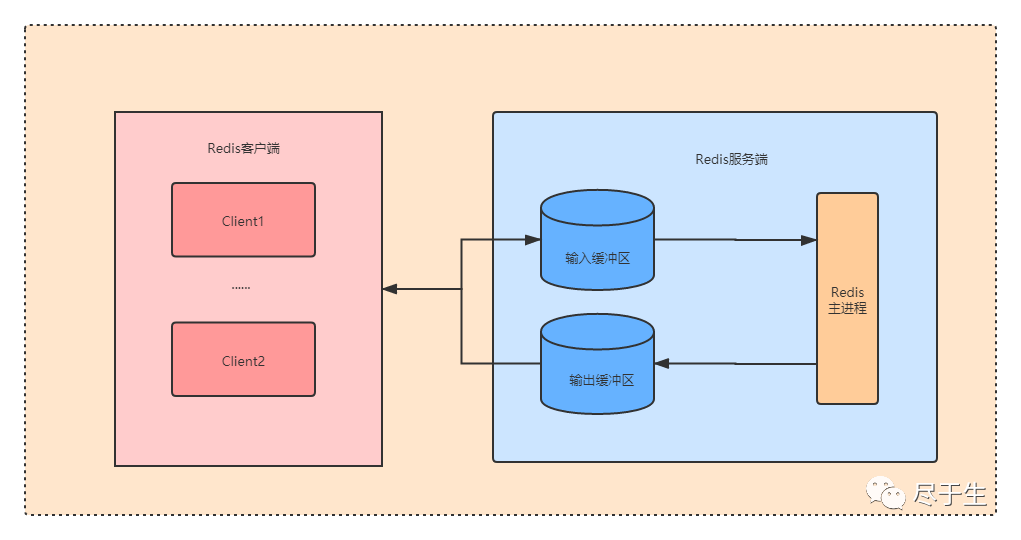 Redis客户端
Client1
......
Client2
Redis服务端
输入缓冲区
输出缓冲区
Redis
主进程
尽于生